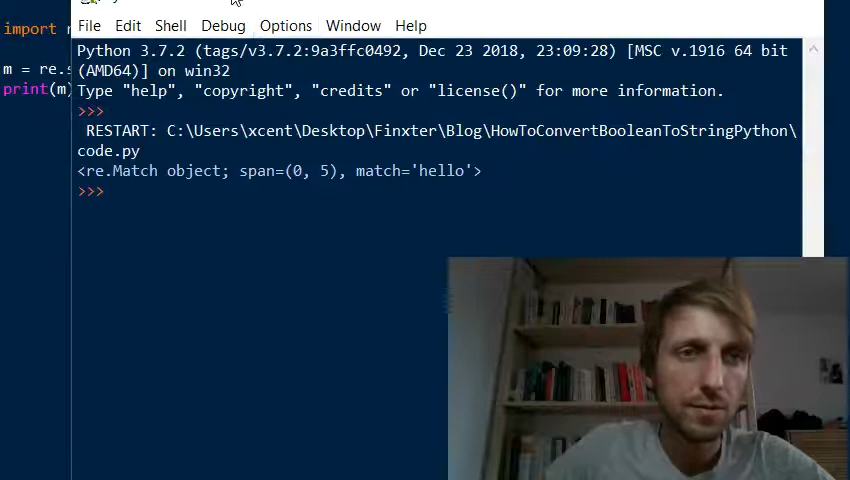 File Edit Shell Debug Options Window Help
import
Python 3.7.2 (tags/v3.7.2:9a3ffc0492, Dec 23 2018, 23:09:28) [MSC v.1916 64 bit
m = re.s
(AMD64)] on win32
print(m)
Type "help", "copyright", "credits" or "license()" for more information.
>>>
RESTART: C:\Users\xcent\Desktop\Finxter\Blog\HowToConvertBooleanToStringPython\
code.py
<re.Match object; span=(0, 5), match='hello'>
>>>